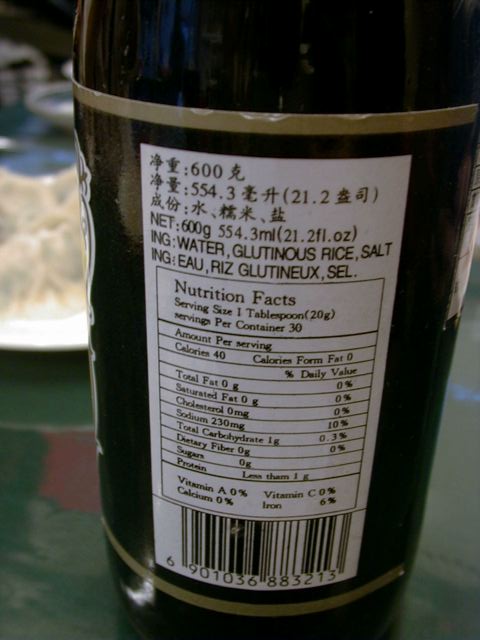 净重:600克
净量:554.3毫升(21.2盎司)
成份:水、糯米、盐
NET:600g 554.3ml(21.2fl.oz)
ING:WATER, GLUTINOUS RICE, SALT
ING:EAU, RIZ GLUTINEUX, SEL.
Nutrition Facts
Serving Size 1 Tablespoon(20g)
servings Per Container 30
Amount Per serving
Calories 40 Calories Form Fat 0
% Daily Value
Total Fat 0 g 0%
Saturated Fat 0 g 0%
Cholesterol 0mg 0%
Sodium 230mg 10%
Total Carbohydrate 1g 0.3%
Dietary Fiber 0g 0%
Sugars 0g
Protein Less than 1 g
Vitamin A 0% Vitamin C 0%
Calcium 0% Iron 6%
6 901036 883213